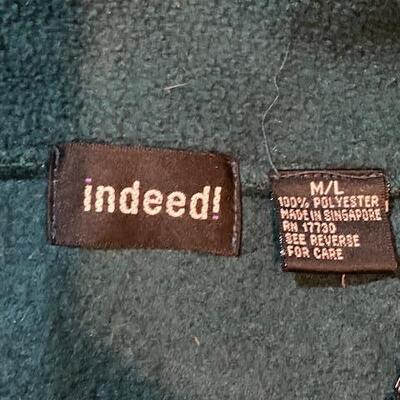 indeed!
M/L
100% POLYESTER
MADE IN SINGAPORE
RN 17730
SEE REVERSE
FOR CARE